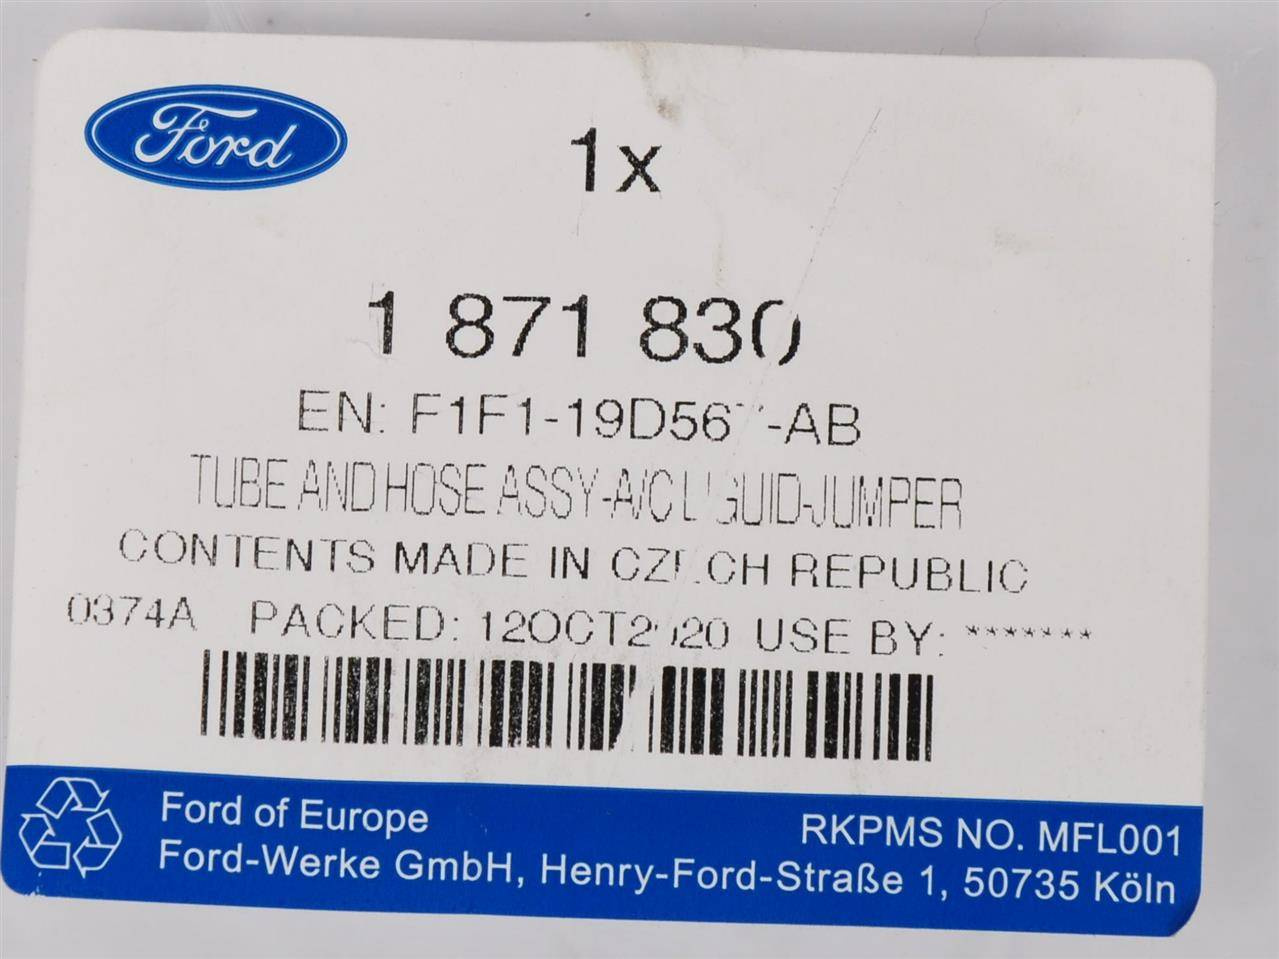 Ford
1x
1 871 830
EN: F1F1-19D56 -AB
TUBE AND HOSE ASSY-A/C LIGUID-JUMPER
CONTENTS MADE IN CZECH REPUBLIC
0374A PACKED: 12OCT2020 USE BY: *******
Ford of Europe
RKPMS NO. MFL001
Ford-Werke GmbH, Henry-Ford-Straße 1, 50735 Köln